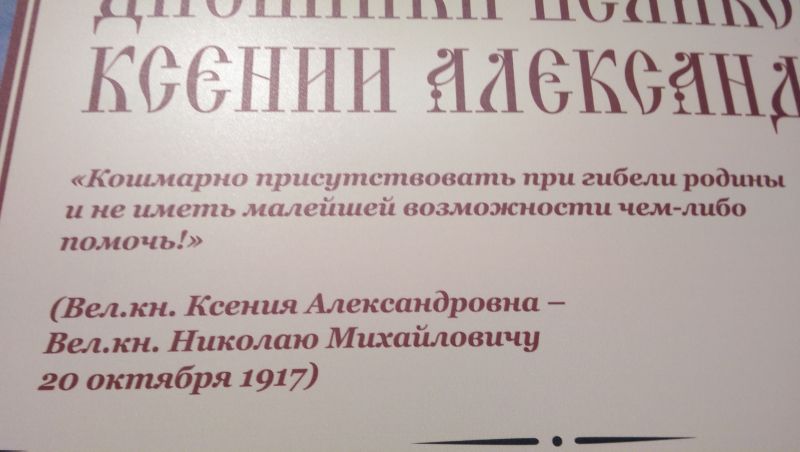 КСЕНИИ АЛЕКСАНД
«Кошмарно присутствовать при гибели родины
и не иметь малейшей возможности чем-либо
помочь!»
(Вел.кн. Ксения Александровна –
Вел.кн. Николаю Михайловичу
20 октября 1917)